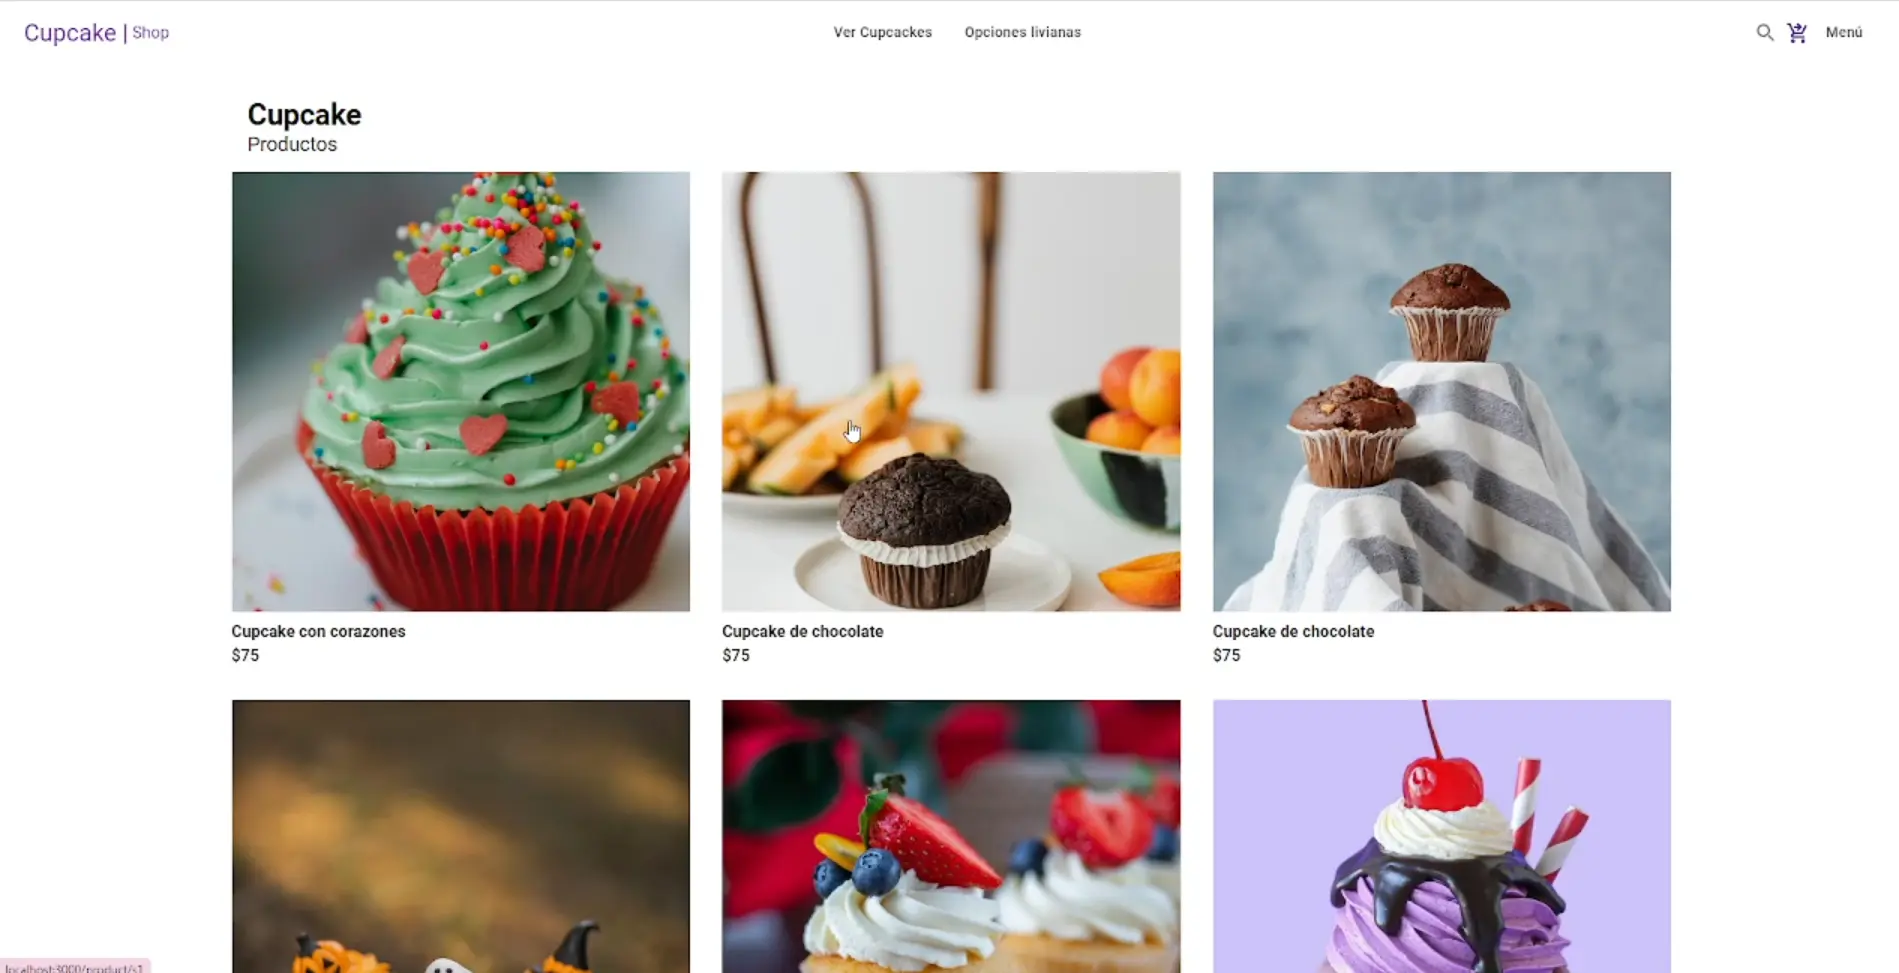 Cupcake | Shop
Ver Cupcackes
Opciones livianas
Menú
Cupcake
Productos
Cupcake con corazones
$75
Cupcake de chocolate
$75
Cupcake de chocolate
$75
localhost:3000/product/s1